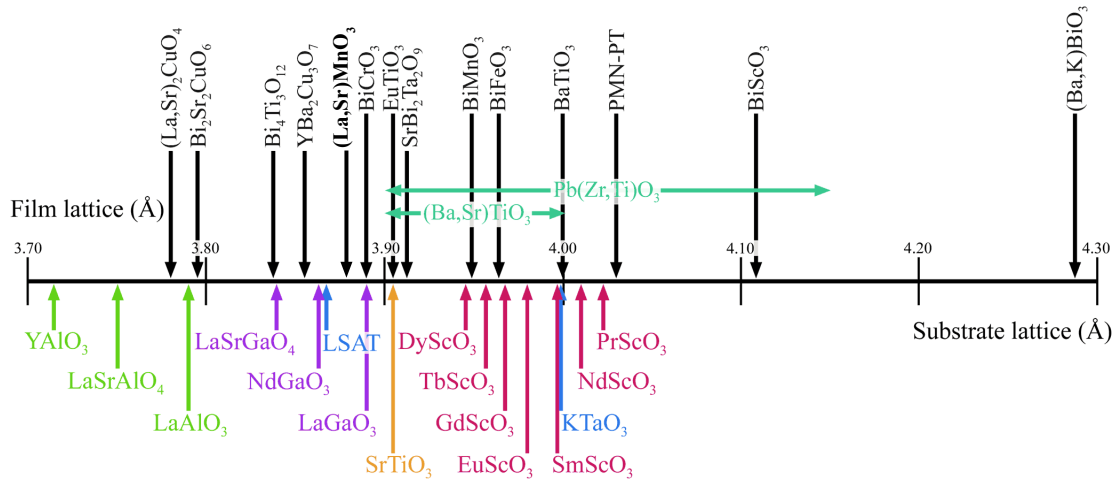 (La,Sr)₂CuO₄
Bi₂Sr₂CuO₆
Bi₄Ti₃O₁₂
YBa₂Cu₃O₇
(La,Sr)MnO₃
BiCrO₃
EuTiO₃
SrBi₂Ta₂O₉
BiMnO₃
BiFeO₃
BaTiO₃
PMN-PT
BiScO₃
(Ba,K)BiO₃
Pb(Zr,Ti)O₃
(Ba,Sr)TiO₃
Film lattice (Å)
3.70 3.80 3.90 4.00 4.10 4.20 4.30
Substrate lattice (Å)
YAlO₃
LaSrGaO₄
LSAT
DyScO₃
PrScO₃
LaSrAlO₄
NdGaO₃
TbScO₃
NdScO₃
LaAlO₃
LaGaO₃
GdScO₃
KTaO₃
SrTiO₃
EuScO₃
SmScO₃